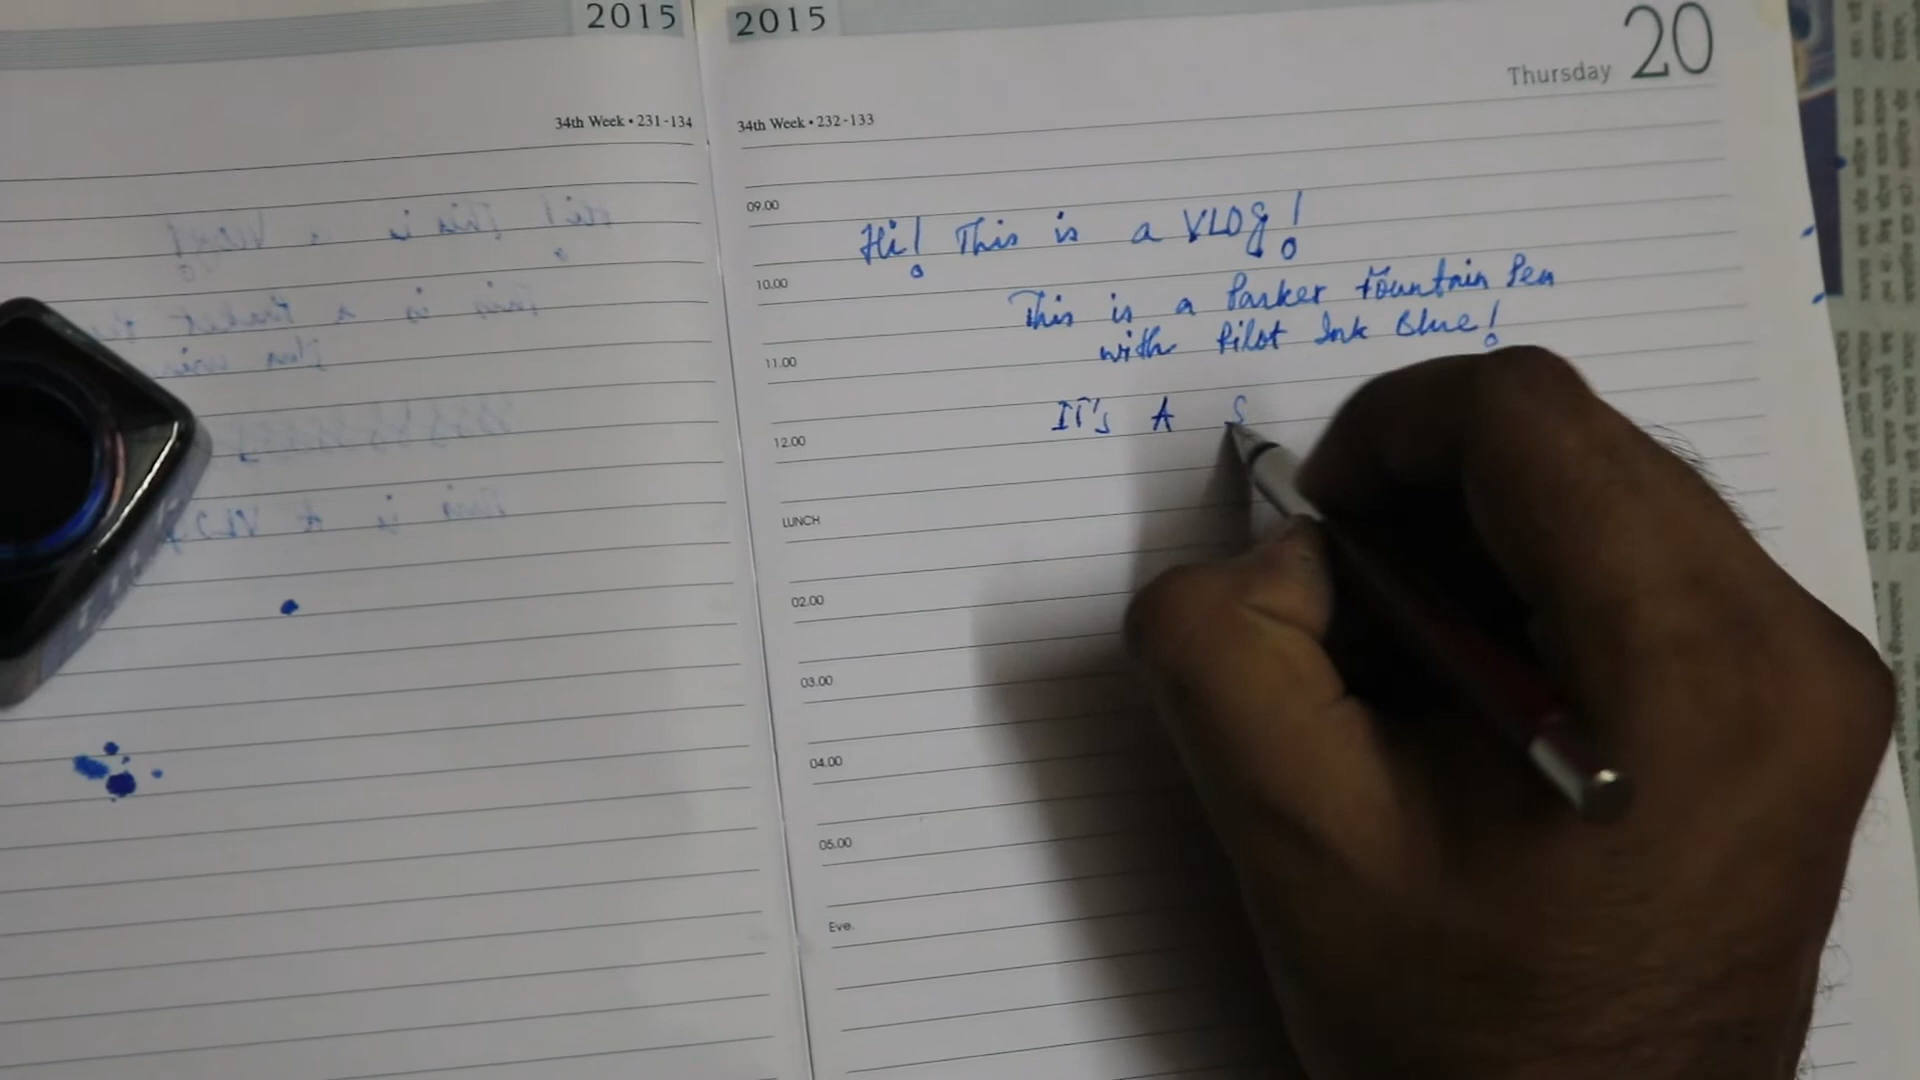 2015
34th Week • 231-134
2015
Thursday 20
34th Week • 232-133
09.00
Hi! This is a VLOG!
10.00
This is a Parker Fountain Pen
with Pilot Ink Blue!
11.00
IT's A S
12.00
LUNCH
02.00
03.00
04.00
05.00
Eve.